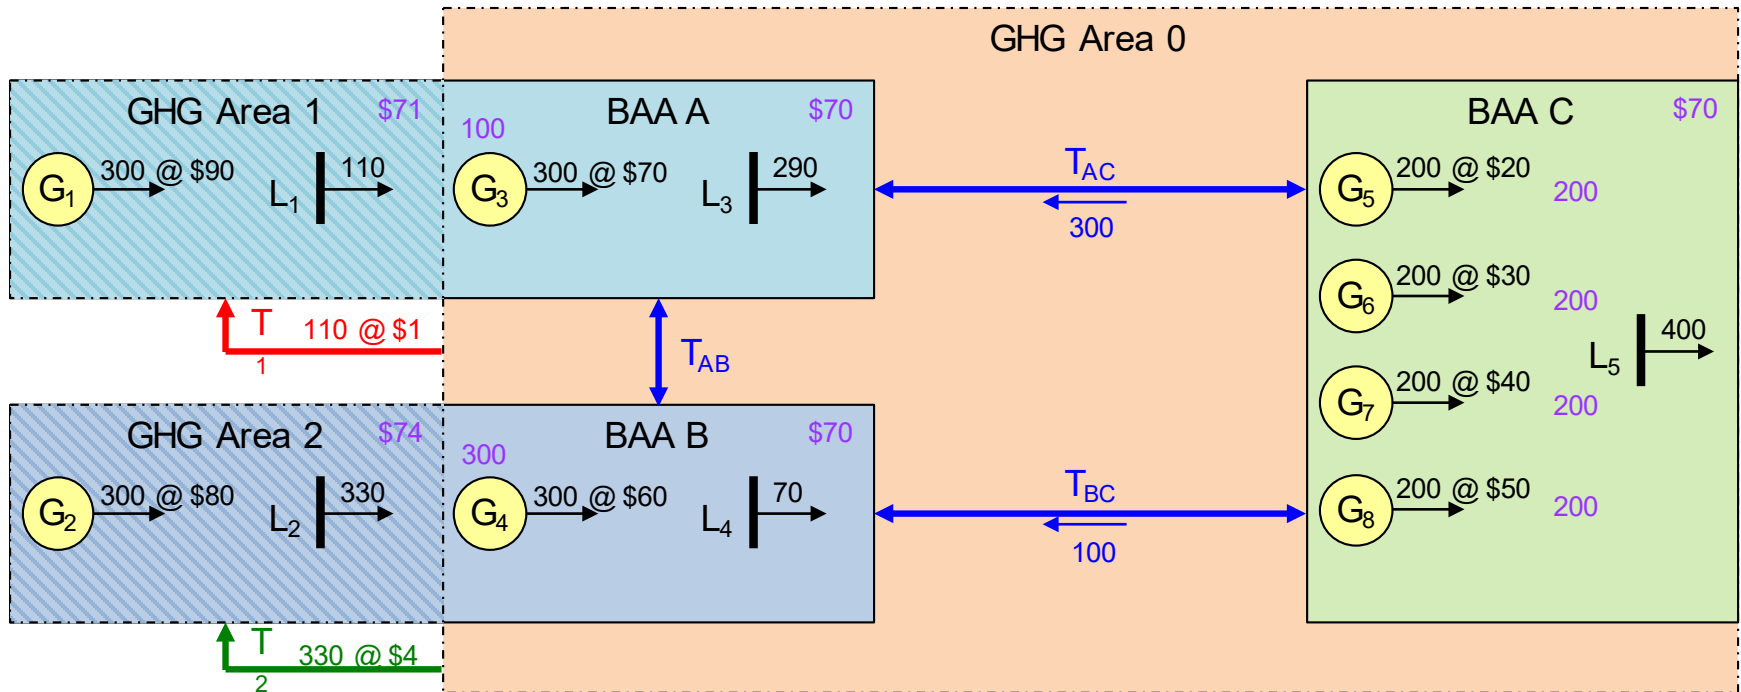 GHG Area 0
GHG Area 1 $71
G1 300 @ $90
L1 110
BAA A $70
100
G3 300 @ $70
L3 290
TAC
300
BAA C $70
G5 200 @ $20
200
G6 200 @ $30
200
G7 200 @ $40
200
G8 200 @ $50
200
L5 400
T1 110 @ $1
TAB
GHG Area 2 $74
G2 300 @ $80
L2 330
BAA B $70
300
G4 300 @ $60
L4 70
TBC
100
T2 330 @ $4